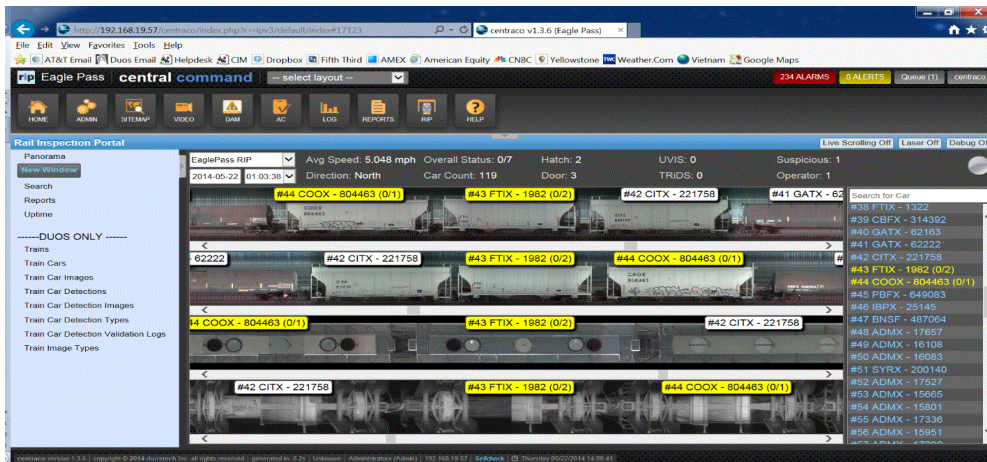 http://192.168.19.57/centraco/index.php?r=ripv3/default/index#17123
centraco v1.3.6 (Eagle Pass)
File Edit View Favorites Tools Help
AT&T Email Duos Email Helpdesk CIM Dropbox Fifth Third AMEX American Equity CNBC Yellowstone Weather.Com Vietnam Google Maps
rip Eagle Pass central command -- select layout -- 234 ALARMS 0 ALERTS Queue (1) centraco
HOME ADMIN SITEMAP VIDEO DAM AC LOG REPORTS RIP HELP
Rail Inspection Portal Live Scrolling Off Laser Off Debug Of
Panorama
New Window
Search
Reports
Uptime
------DUOS ONLY ------
Trains
Train Cars
Train Car Images
Train Car Detections
Train Car Detection Images
Train Car Detection Types
Train Car Detection Validation Logs
Train Image Types
EaglePass RIP Avg Speed: 5.048 mph Overall Status: 0/7 Hatch: 2 UVIS: 0 Suspicious: 1
2014-05-22 01:03:38 Direction: North Car Count: 119 Door: 3 TRiDS: 0 Operator: 1
#44 COOX - 804463 (0/1) #43 FTIX - 1982 (0/2) #42 CITX - 221758 #41 GATX - 62
62222 #42 CITX - 221758 #43 FTIX - 1982 (0/2) #44 COOX - 804463 (0/1) #
44 COOX - 804463 (0/1) #43 FTIX - 1982 (0/2) #42 CITX - 221758
#42 CITX - 221758 #43 FTIX - 1982 (0/2) #44 COOX - 804463 (0/1)
Search for Car
#38 FTIX - 1322
#39 CBFX - 314392
#40 GATX - 62163
#41 GATX - 62222
#42 CITX - 221758
#43 FTIX - 1982 (0/2)
#44 COOX - 804463 (0/1)
#45 PBFX - 649083
#46 IBPX - 25145
#47 BNSF - 487064
#48 ADMX - 17657
#49 ADMX - 16108
#50 ADMX - 16083
#51 SYRX - 200140
#52 ADMX - 17527
#53 ADMX - 15665
#54 ADMX - 15801
#55 ADMX - 17336
#56 ADMX - 15951
centraco version 1.3.6 | copyright © 2014 duostech Inc. all rights reserved | generated in 0.2s | Unknown | Administrators (Admin) | 192.168.19.57 | Selfcheck | Thursday 05/22/2014 14:08:41